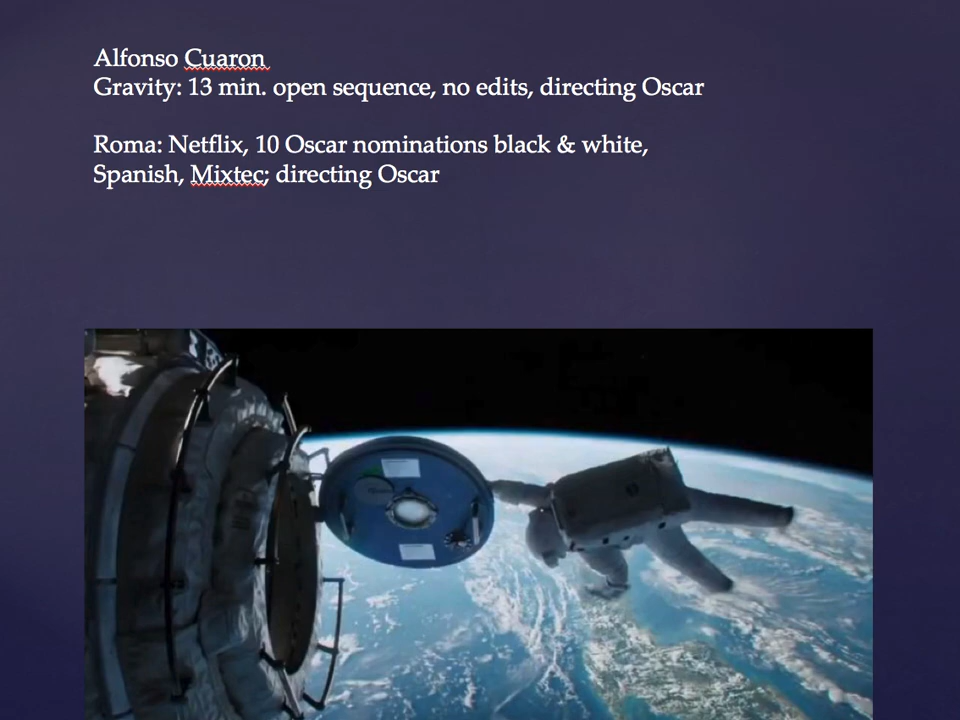 Alfonso Cuaron
Gravity: 13 min. open sequence, no edits, directing Oscar
Roma: Netflix, 10 Oscar nominations black & white,
Spanish, Mixtec; directing Oscar